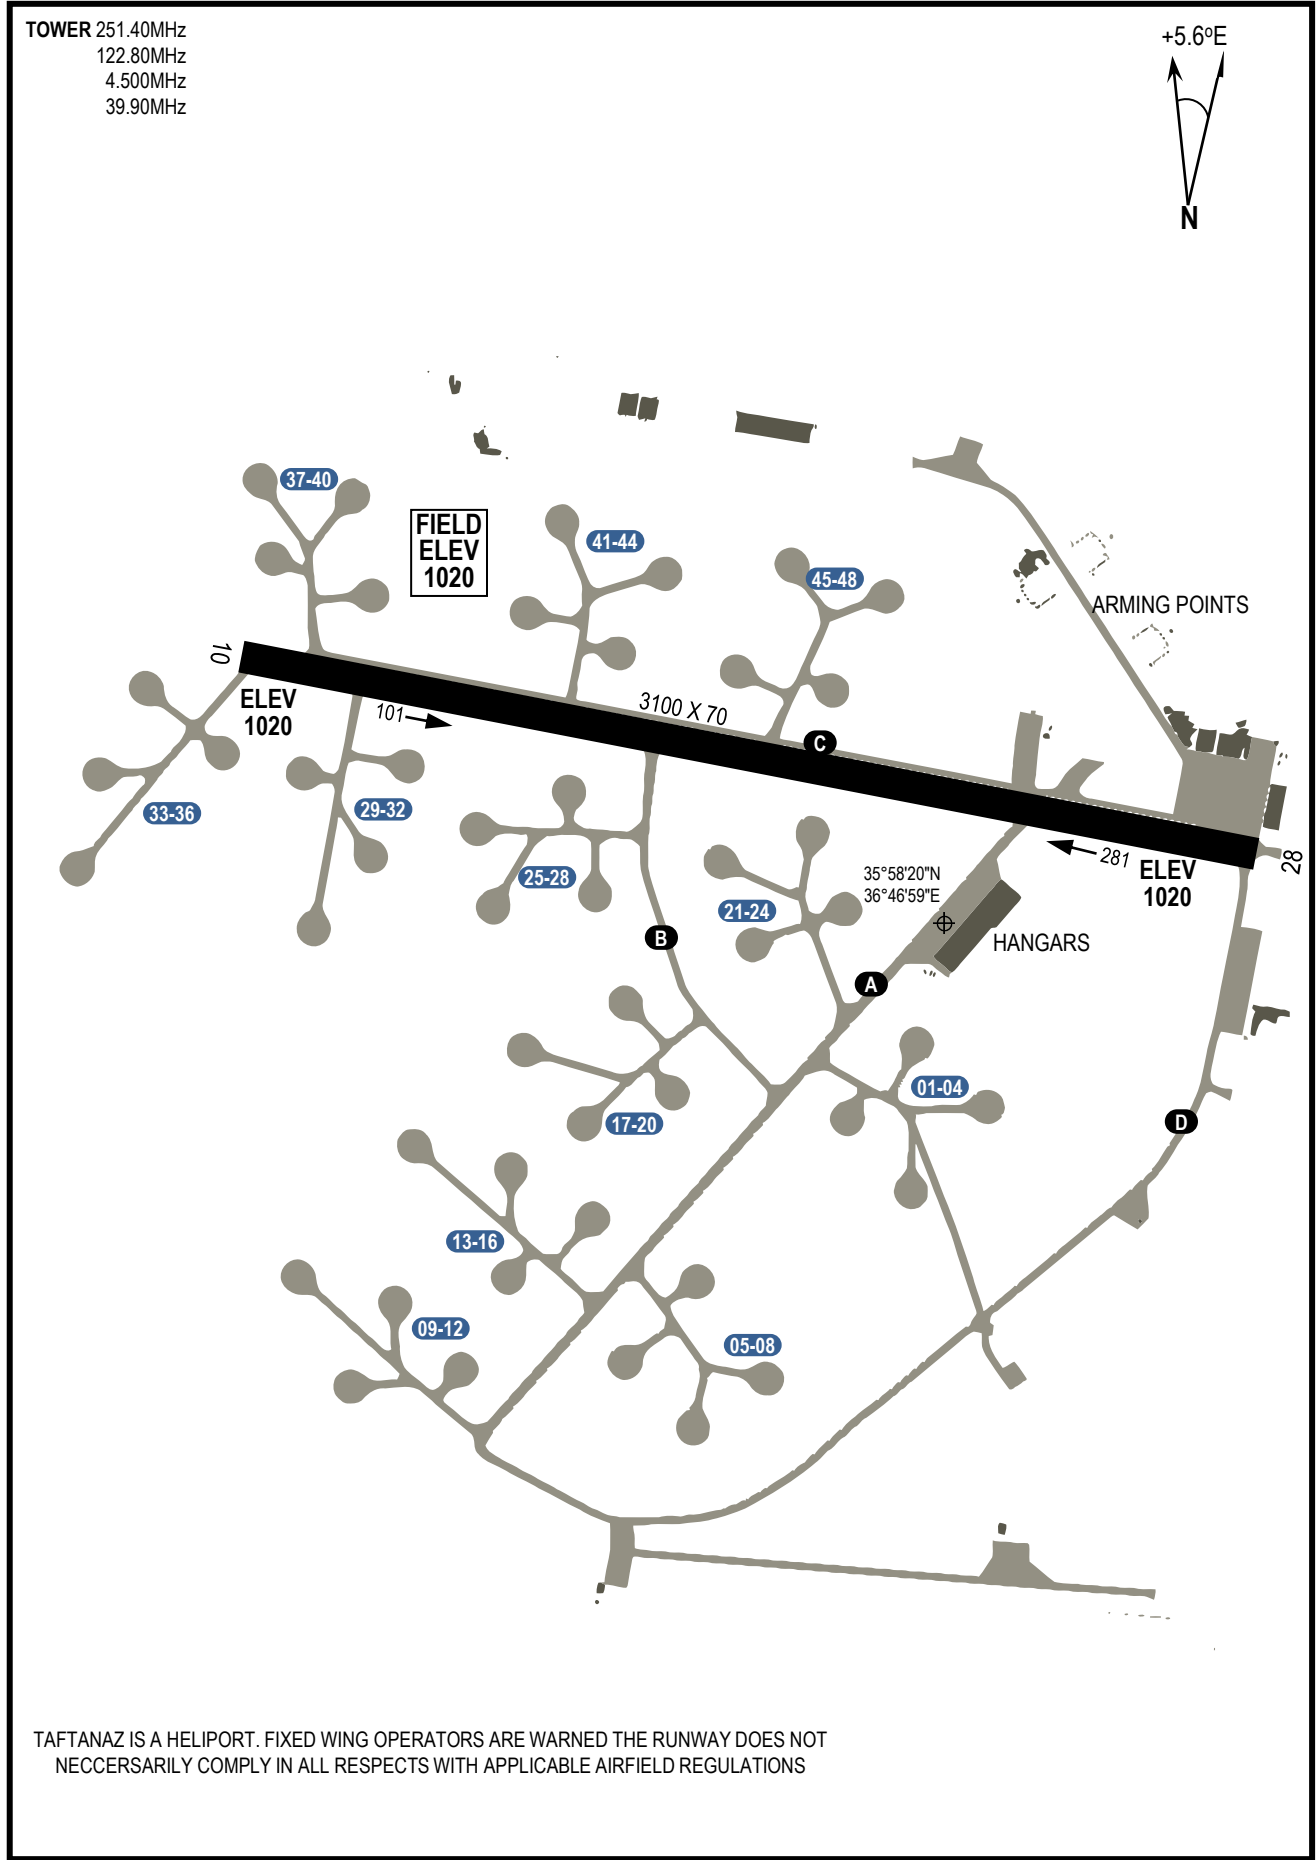 TOWER 251.40MHz
122.80MHz
4.500MHz
39.90MHz
+5.6ºE
N
37-40
FIELD
ELEV
1020
41-44
45-48
ARMING POINTS
10
ELEV
1020
101
3100 X 70
C
33-36
29-32
25-28
21-24
35°58'20"N
36°46'59"E
281
ELEV
1020
28
B
HANGARS
A
01-04
17-20
D
13-16
09-12
05-08
TAFTANAZ IS A HELIPORT. FIXED WING OPERATORS ARE WARNED THE RUNWAY DOES NOT
NECCERSARILY COMPLY IN ALL RESPECTS WITH APPLICABLE AIRFIELD REGULATIONS